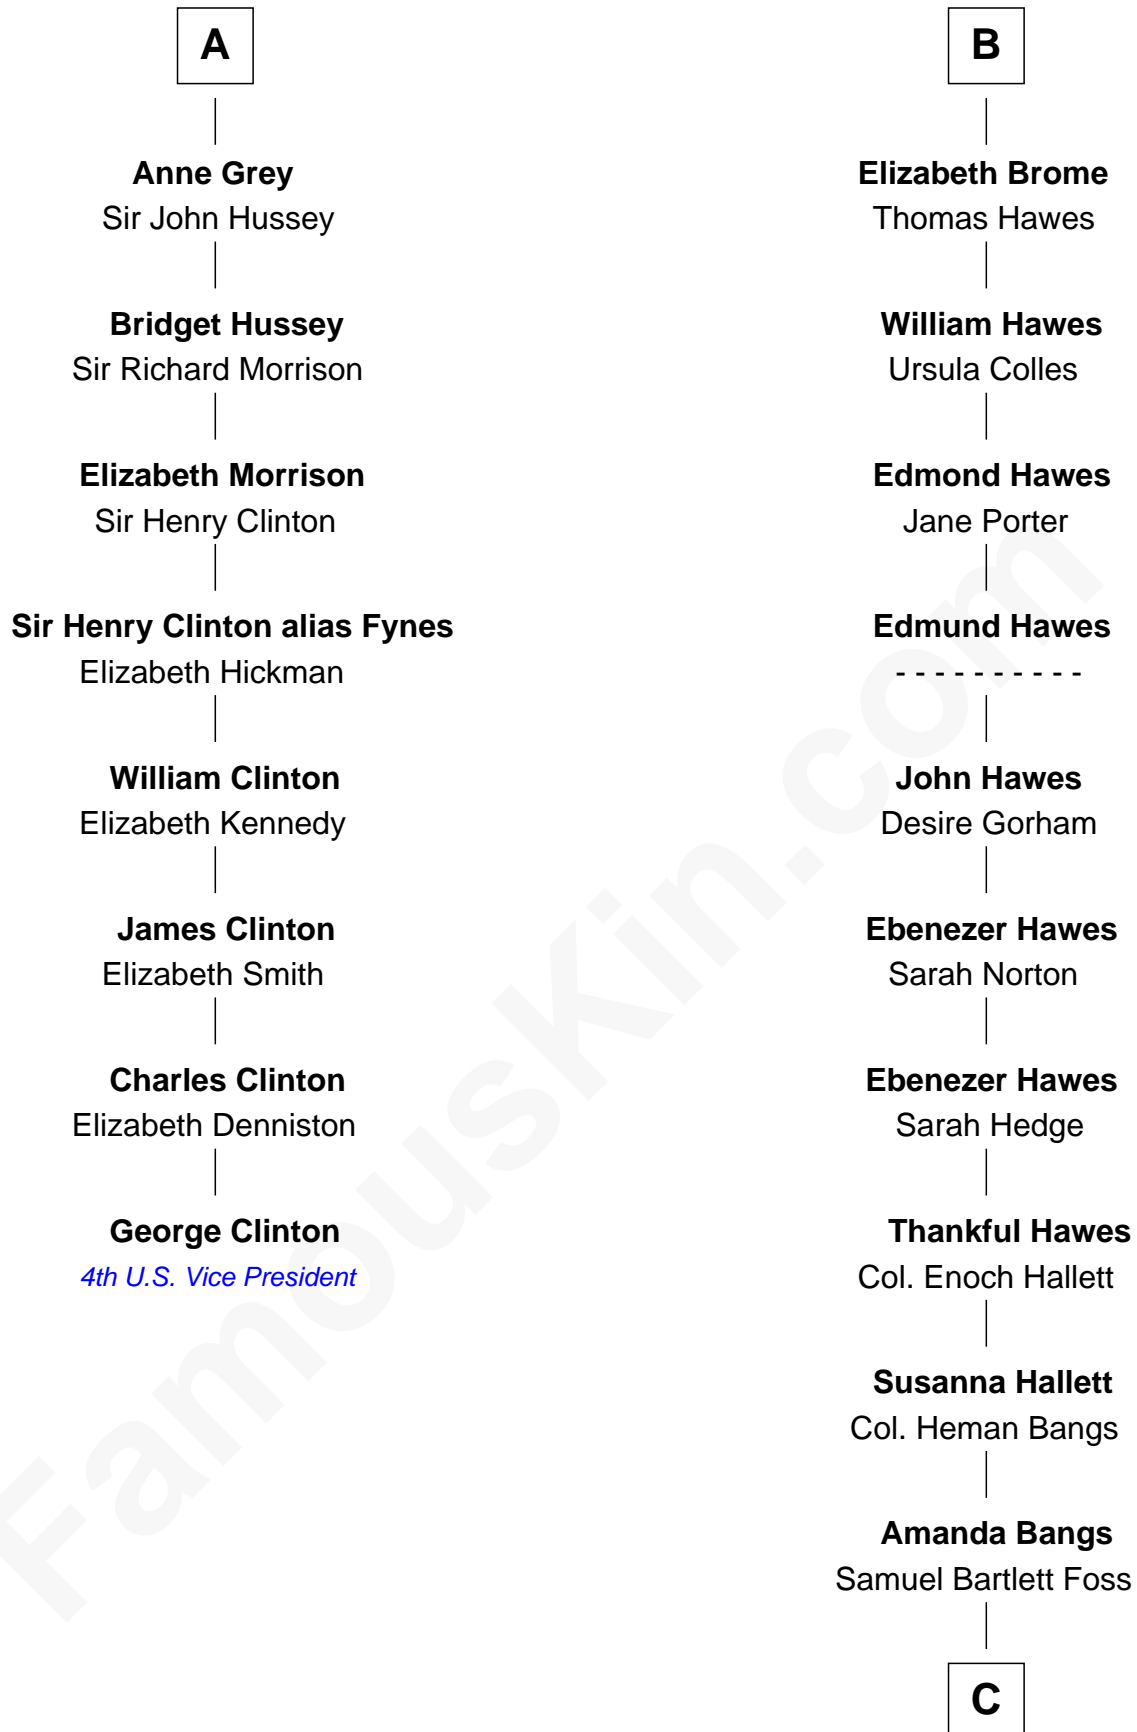 A
Anne Grey
Sir John Hussey
Bridget Hussey
Sir Richard Morrison
Elizabeth Morrison
Sir Henry Clinton
Sir Henry Clinton alias Fynes
Elizabeth Hickman
William Clinton
Elizabeth Kennedy
James Clinton
Elizabeth Smith
Charles Clinton
Elizabeth Denniston
George Clinton
4th U.S. Vice President
B
Elizabeth Brome
Thomas Hawes
William Hawes
Ursula Colles
Edmond Hawes
Jane Porter
Edmund Hawes
- - - - - - - - - -
John Hawes
Desire Gorham
Ebenezer Hawes
Sarah Norton
Ebenezer Hawes
Sarah Hedge
Thankful Hawes
Col. Enoch Hallett
Susanna Hallett
Col. Heman Bangs
Amanda Bangs
Samuel Bartlett Foss
C
FamousKin.com